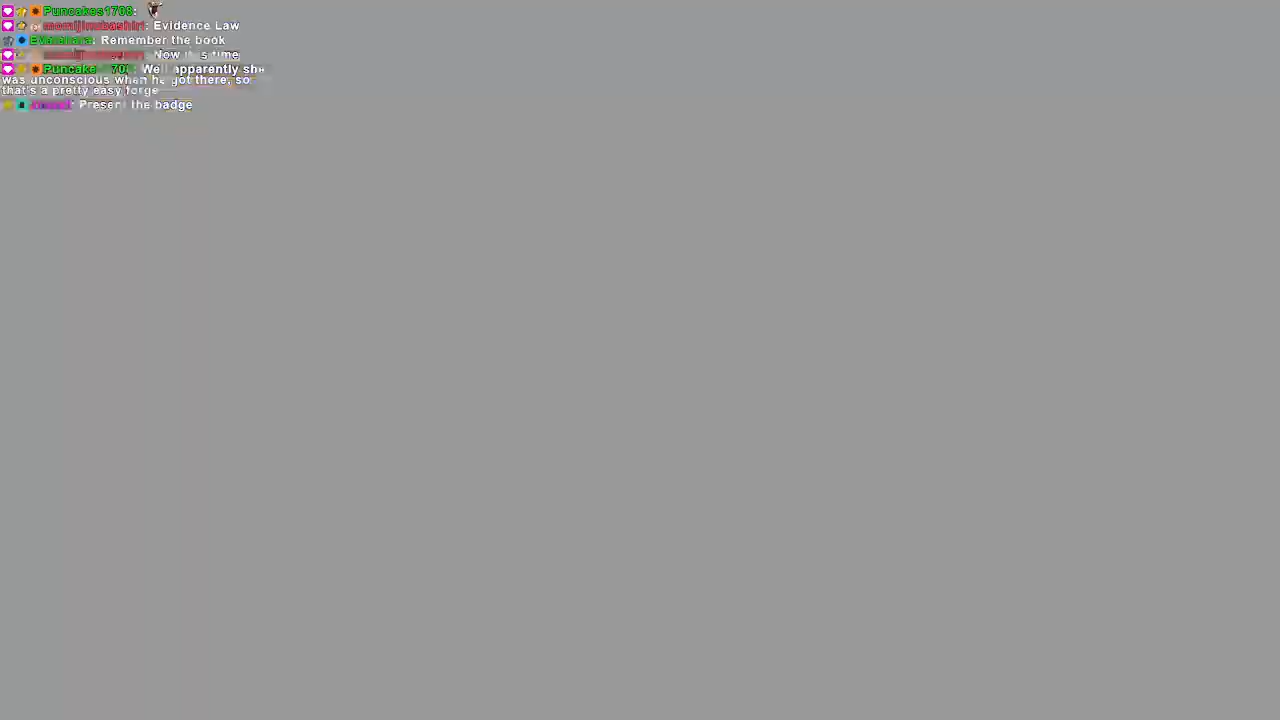 Puncakes1708:
momijinobashiri: Evidence Law
Remember the book
Now it's time
Well apparently she
was unconscious when he got there, so
that's a pretty easy forge
Present the badge